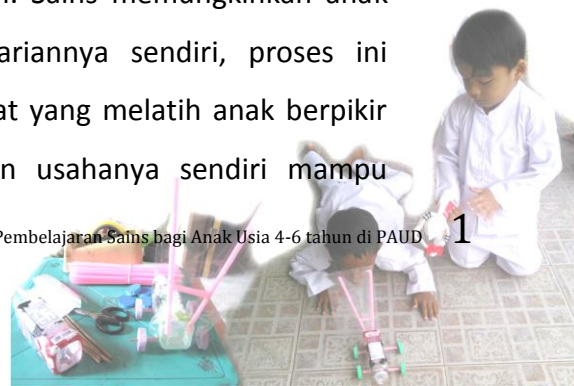 . Sains memungkinkan anak
ariannya sendiri, proses ini
at yang melatih anak berpikir
n usahanya sendiri mampu
Pembelajaran Sains bagi Anak Usia 4-6 tahun di PAUD 1